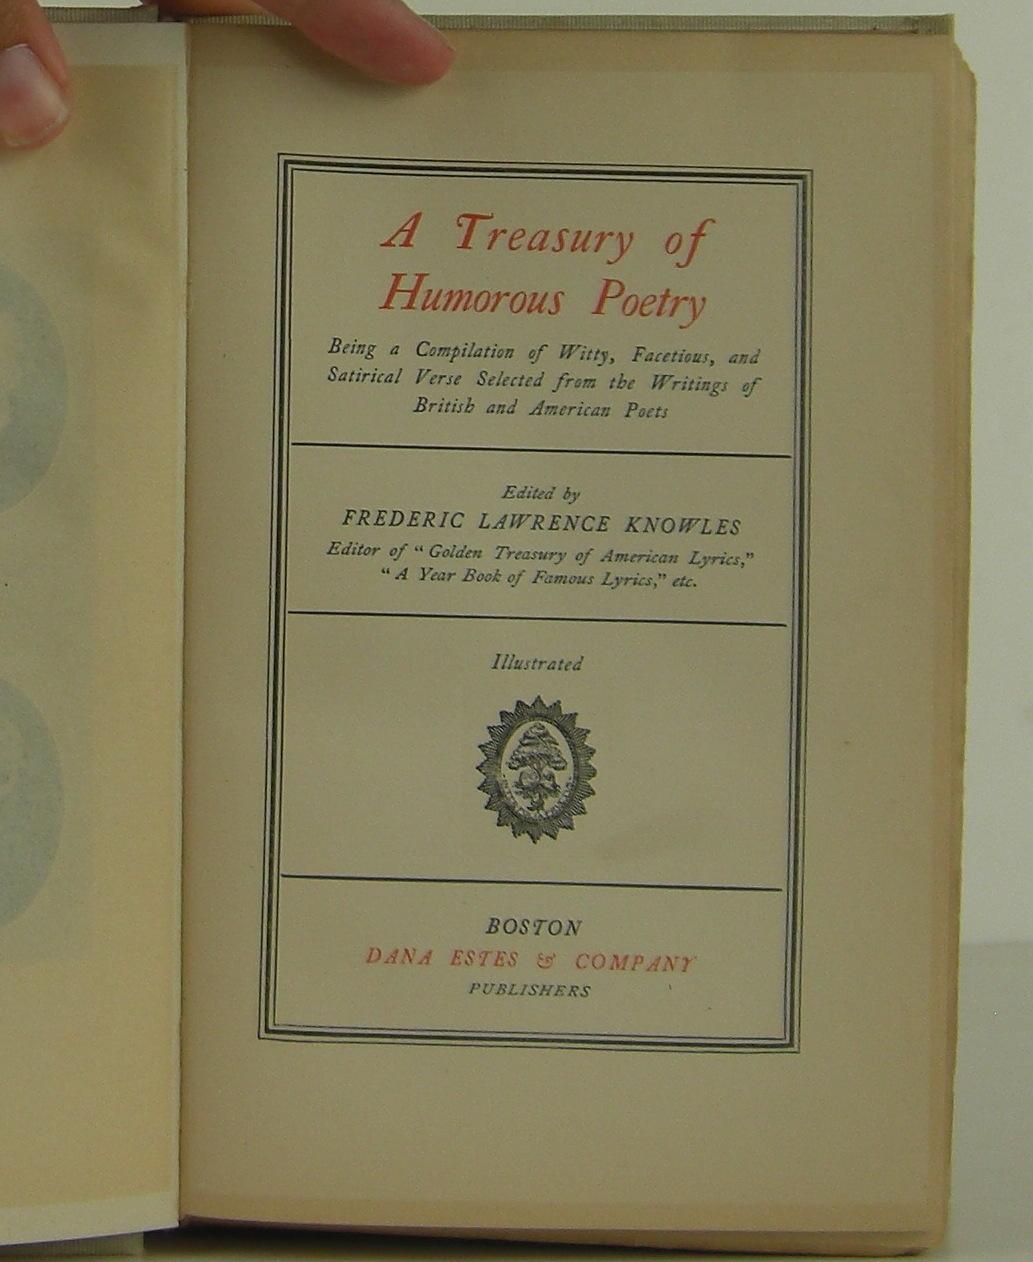 A Treasury of
Humorous Poetry
Being a Compilation of Witty, Facetious, and
Satirical Verse Selected from the Writings of
British and American Poets
Edited by
FREDERIC LAWRENCE KNOWLES
Editor of “Golden Treasury of American Lyrics,”
“A Year Book of Famous Lyrics,” etc.
Illustrated
BOSTON
DANA ESTES & COMPANY
PUBLISHERS